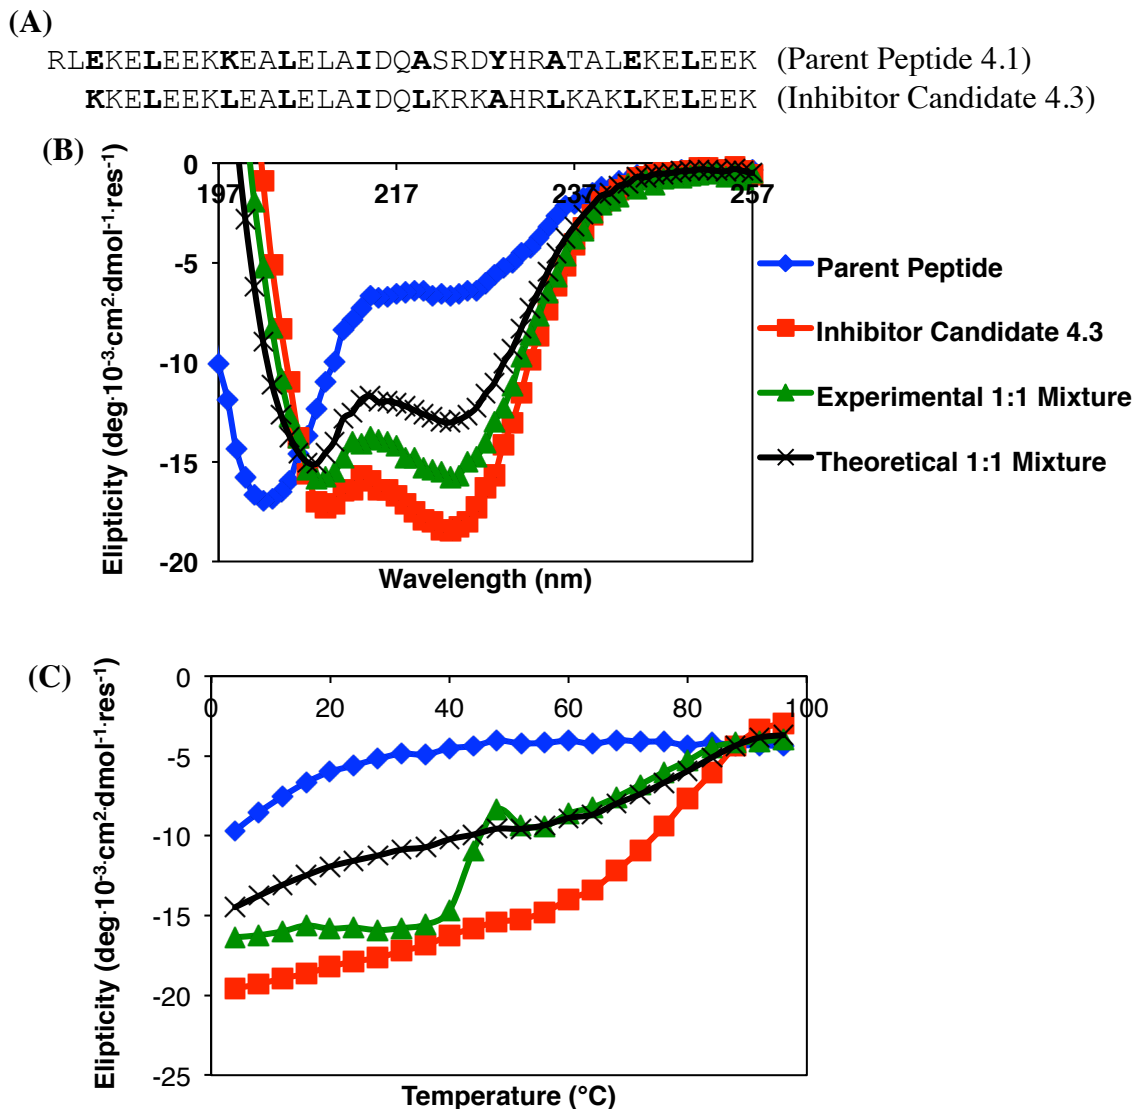 (A)
RLEKELEEKKEALELAIDQASRDYHRATALEKELEEK (Parent Peptide 4.1)
KKELEEKLEALELAIDQLKRKAHRLKAKLKELEEK (Inhibitor Candidate 4.3)
(B)
Elipticity (deg·10⁻³·cm²·dmol⁻¹·res⁻¹)
0
-5
-10
-15
-20
197 217 237 257
Wavelength (nm)
Parent Peptide
Inhibitor Candidate 4.3
Experimental 1:1 Mixture
Theoretical 1:1 Mixture
(C)
Elipticity (deg·10⁻³·cm²·dmol⁻¹·res⁻¹)
0
-5
-10
-15
-20
-25
0 20 40 60 80 100
Temperature (°C)